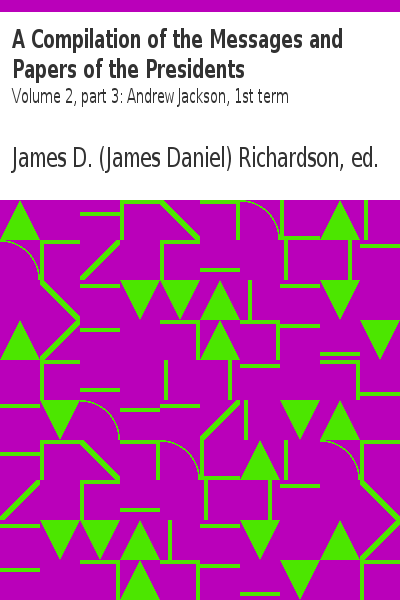 A Compilation of the Messages and
Papers of the Presidents
Volume 2, part 3: Andrew Jackson, 1st term
James D. (James Daniel) Richardson, ed.